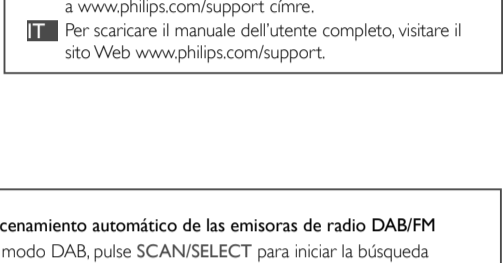 a www.philips.com/support címre.
IT Per scaricare il manuale dell'utente completo, visitare il
sito Web www.philips.com/support.
cenamiento automático de las emisoras de radio DAB/FM
modo DAB, pulse SCAN/SELECT para iniciar la búsqueda